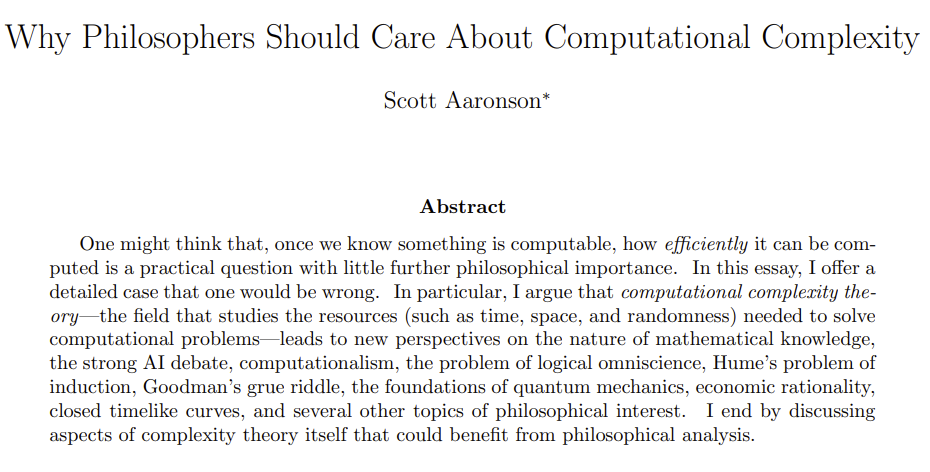 Why Philosophers Should Care About Computational Complexity
Scott Aaronson*
Abstract
One might think that, once we know something is computable, how efficiently it can be com-
puted is a practical question with little further philosophical importance. In this essay, I offer a
detailed case that one would be wrong. In particular, I argue that computational complexity the-
ory—the field that studies the resources (such as time, space, and randomness) needed to solve
computational problems—leads to new perspectives on the nature of mathematical knowledge,
the strong AI debate, computationalism, the problem of logical omniscience, Hume's problem of
induction, Goodman's grue riddle, the foundations of quantum mechanics, economic rationality,
closed timelike curves, and several other topics of philosophical interest. I end by discussing
aspects of complexity theory itself that could benefit from philosophical analysis.